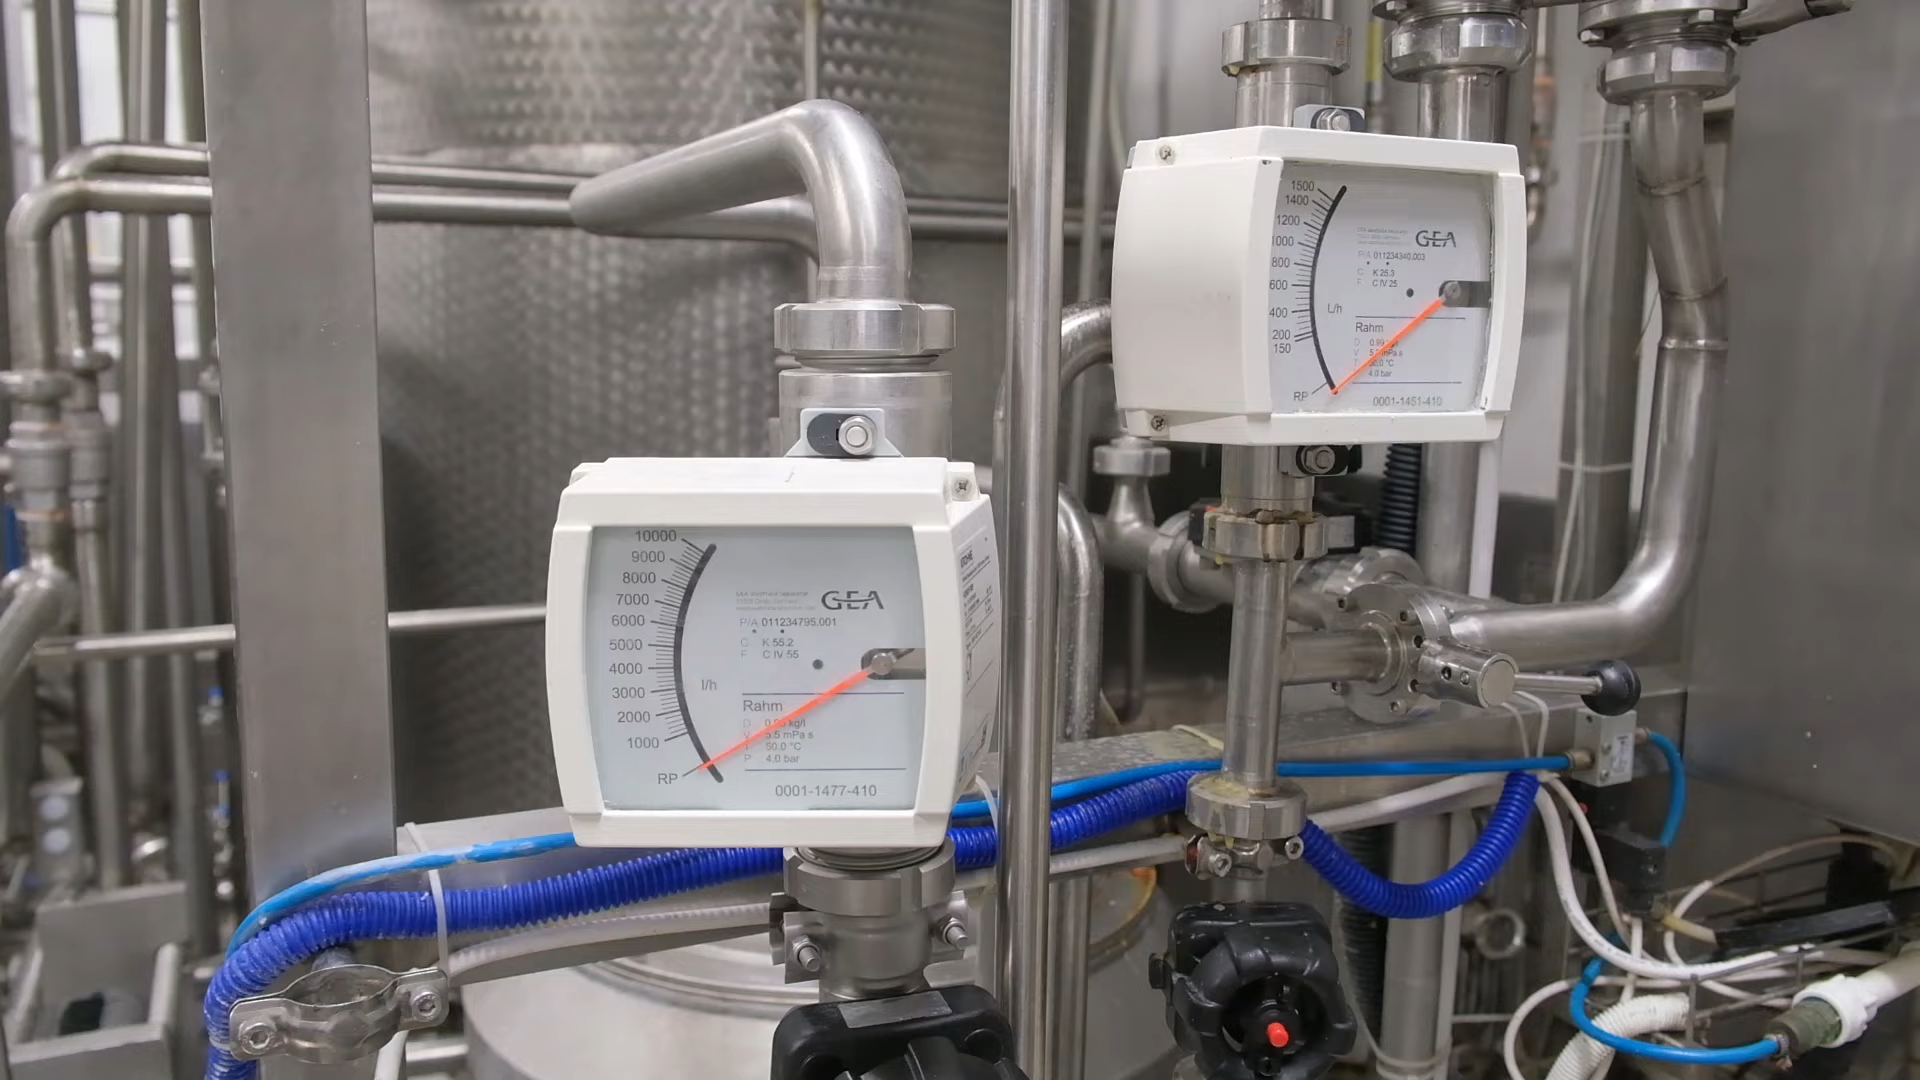 10000
9000
8000
7000
6000
5000
4000
3000
2000
1000
RP
l/h
GEA
P/A 011234795.001
C K 55.2
F C IV 55
Rahm
D kg/l
V 5.5 mPa s
T 50.0 °C
P 4.0 bar
0001-1477-410
1500
1400
1200
1000
800
600
400
200
150
RP
L/h
GEA
P/A 011234340.003
C K 25.3
F C IV 25
Rahm
D
V mPa s
°C
4.0 bar
0001-1451-410